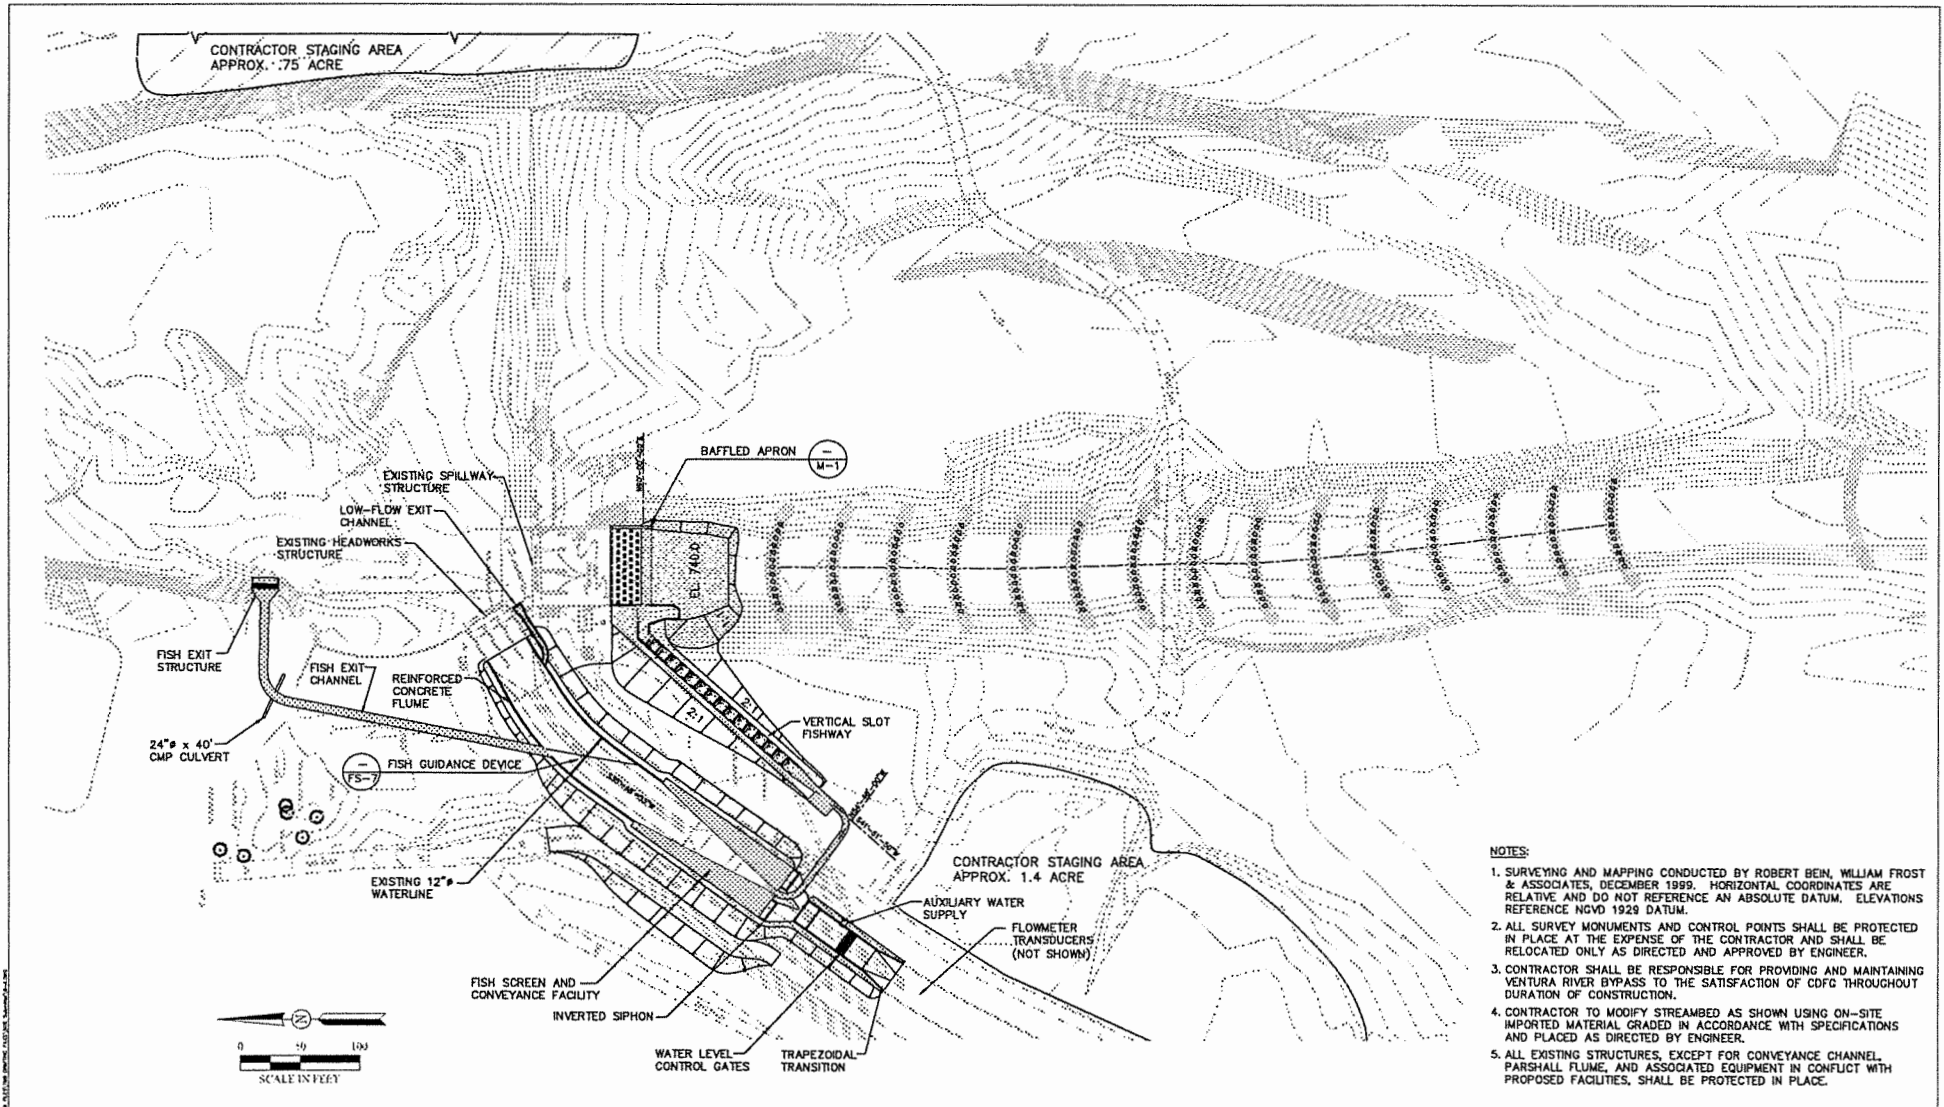 CONTRACTOR STAGING AREA
APPROX. .75 ACRE
BAFFLED APRON
–
M-1
EXISTING SPILLWAY
STRUCTURE
LOW-FLOW EXIT
CHANNEL
EXISTING HEADWORKS
STRUCTURE
EL 740.0
FISH EXIT
STRUCTURE
FISH EXIT
CHANNEL
REINFORCED
CONCRETE
FLUME
2:1
2:1
VERTICAL SLOT
FISHWAY
24"ø x 40'
CMP CULVERT
–
FS-7
FISH GUIDANCE DEVICE
EXISTING 12"ø
WATERLINE
CONTRACTOR STAGING AREA
APPROX. 1.4 ACRE
AUXILIARY WATER
SUPPLY
FLOWMETER
TRANSDUCERS
(NOT SHOWN)
FISH SCREEN AND
CONVEYANCE FACILITY
INVERTED SIPHON
WATER LEVEL
CONTROL GATES
TRAPEZOIDAL
TRANSITION
N
0 50 100
SCALE IN FEET
NOTES:
1. SURVEYING AND MAPPING CONDUCTED BY ROBERT BEIN, WILLIAM FROST
& ASSOCIATES, DECEMBER 1999. HORIZONTAL COORDINATES ARE
RELATIVE AND DO NOT REFERENCE AN ABSOLUTE DATUM. ELEVATIONS
REFERENCE NGVD 1929 DATUM.
2. ALL SURVEY MONUMENTS AND CONTROL POINTS SHALL BE PROTECTED
IN PLACE AT THE EXPENSE OF THE CONTRACTOR AND SHALL BE
RELOCATED ONLY AS DIRECTED AND APPROVED BY ENGINEER.
3. CONTRACTOR SHALL BE RESPONSIBLE FOR PROVIDING AND MAINTAINING
VENTURA RIVER BYPASS TO THE SATISFACTION OF CDFG THROUGHOUT
DURATION OF CONSTRUCTION.
4. CONTRACTOR TO MODIFY STREAMBED AS SHOWN USING ON-SITE
IMPORTED MATERIAL GRADED IN ACCORDANCE WITH SPECIFICATIONS
AND PLACED AS DIRECTED BY ENGINEER.
5. ALL EXISTING STRUCTURES, EXCEPT FOR CONVEYANCE CHANNEL,
PARSHALL FLUME, AND ASSOCIATED EQUIPMENT IN CONFLICT WITH
PROPOSED FACILITIES, SHALL BE PROTECTED IN PLACE.